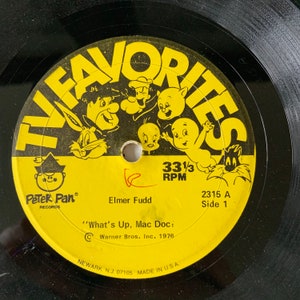 TV FAVORITES
33⅓
RPM
Elmer Fudd
2315 A
Side 1
Peter Pan®
RECORDS
"What's Up, Mac Doc:
© Warner Bros. Inc. 1976
NEWARK, N.J. 07105 MADE IN U.S.A.